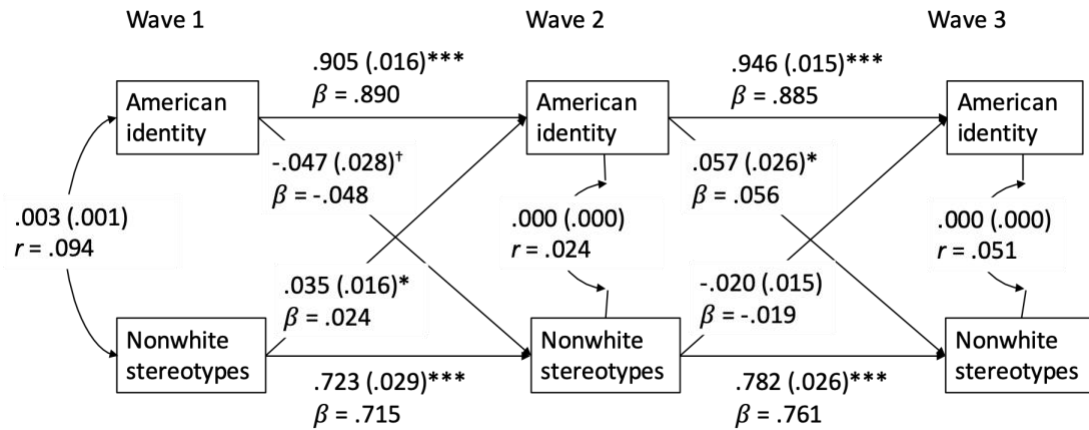 Wave 1
Wave 2
Wave 3
.905 (.016)***
β = .890
.946 (.015)***
β = .885
American
identity
American
identity
American
identity
-.047 (.028)†
β = -.048
.057 (.026)*
β = .056
.003 (.001)
r = .094
.000 (.000)
r = .024
.000 (.000)
r = .051
.035 (.016)*
β = .024
-.020 (.015)
β = -.019
Nonwhite
stereotypes
Nonwhite
stereotypes
Nonwhite
stereotypes
.723 (.029)***
β = .715
.782 (.026)***
β = .761